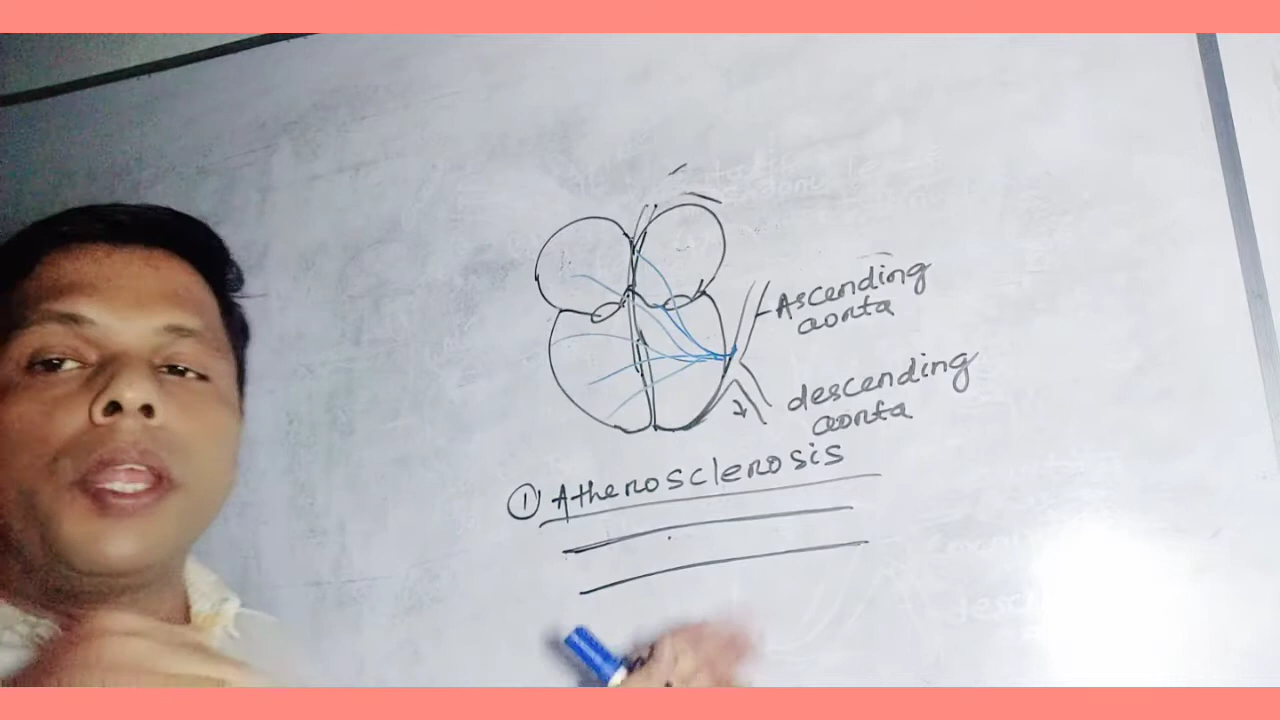 Ascending
aorta
descending
aorta
① Atherosclerosis